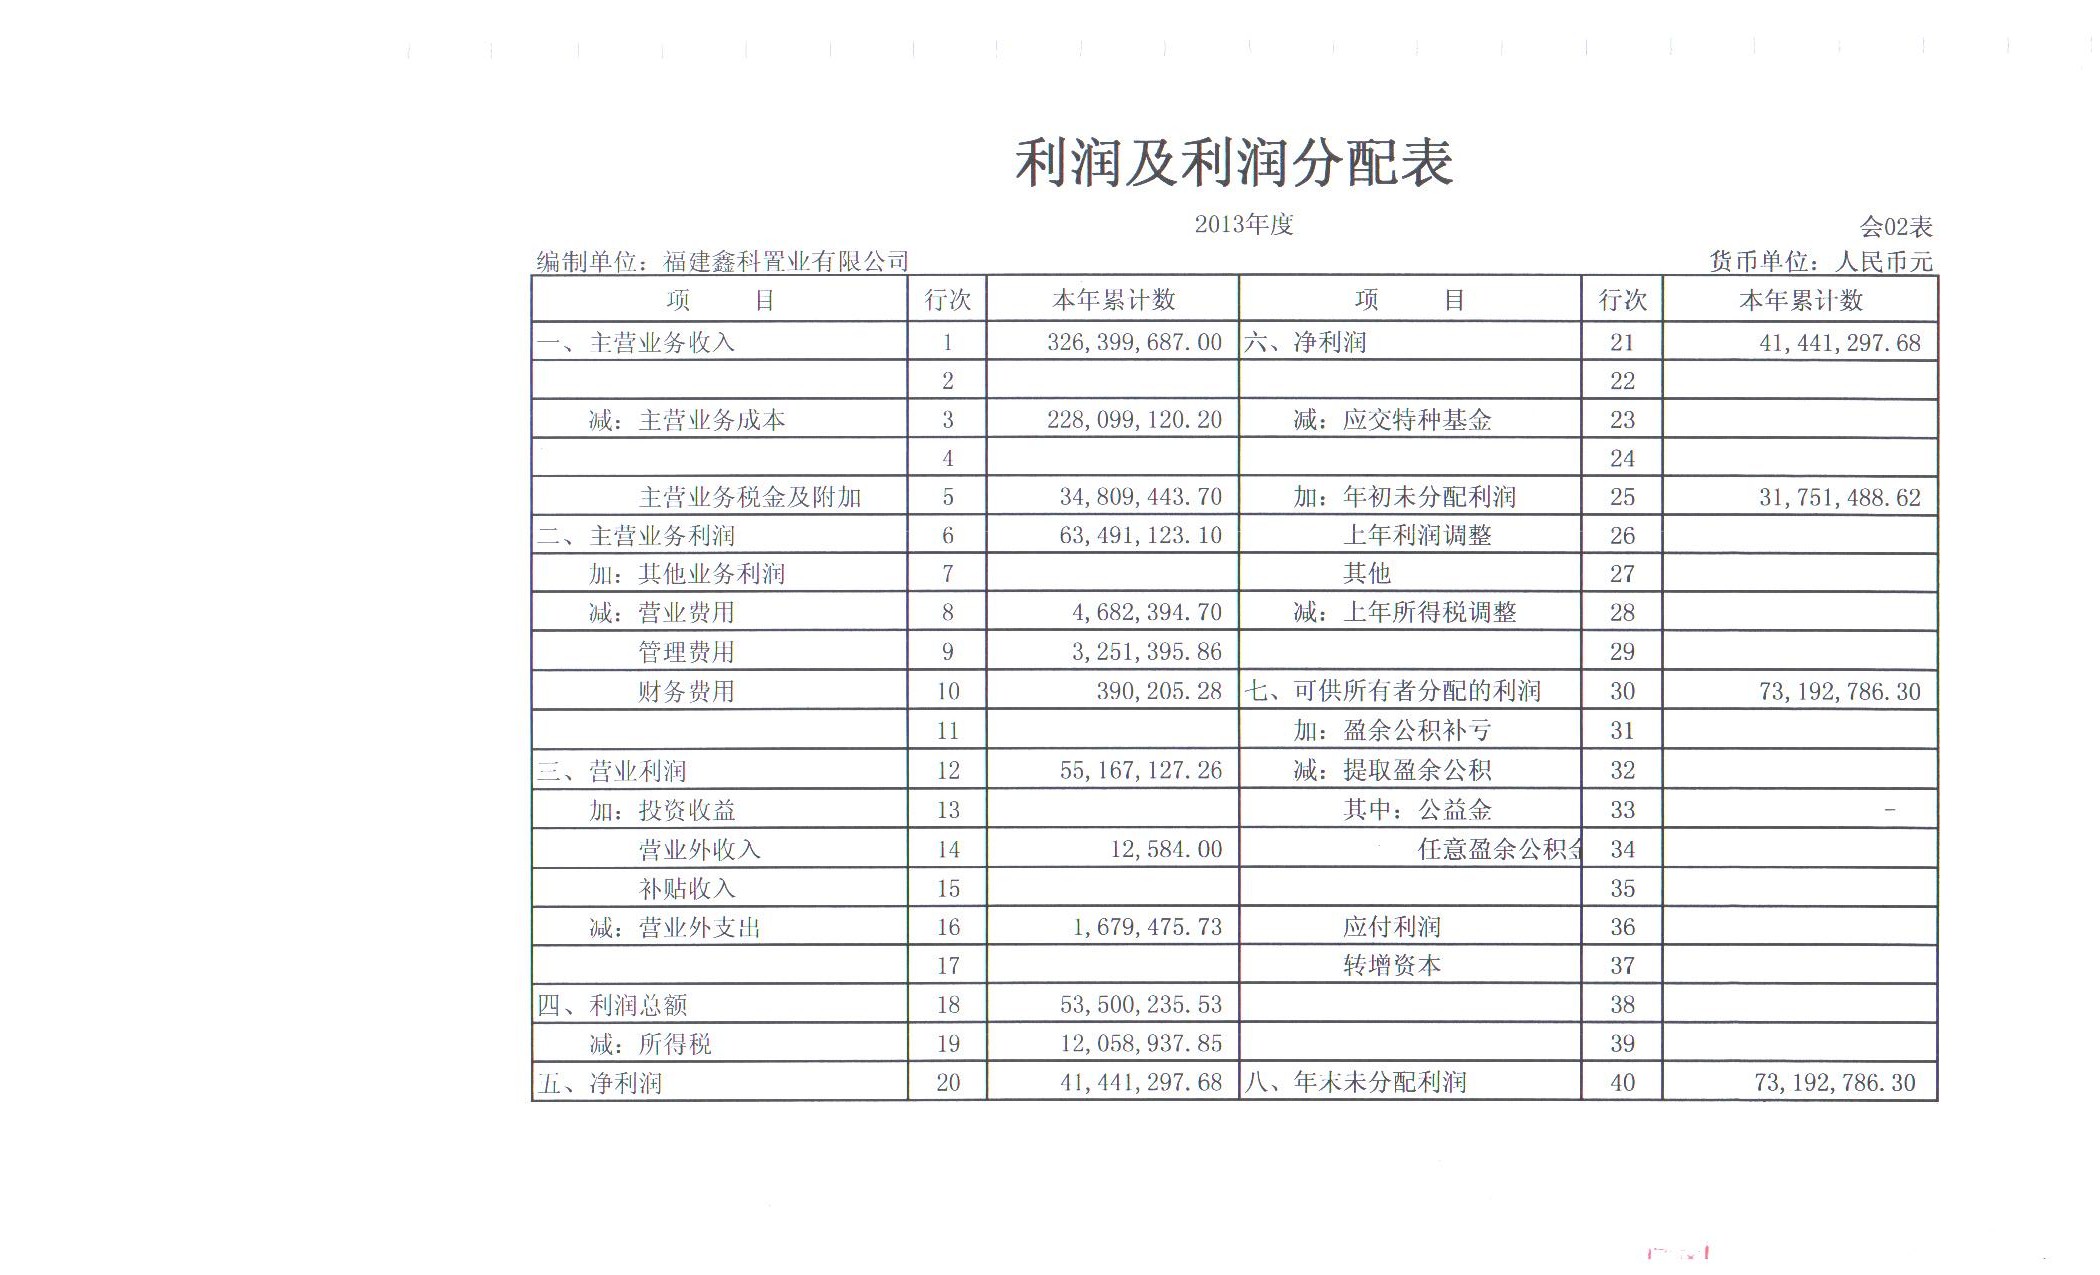 利润及利润分配表
2013年度
会02表
编制单位：福建鑫科置业有限公司 货币单位：人民币元
项 目 行次 本年累计数 项 目 行次 本年累计数
一、主营业务收入 1 326,399,687.00 六、净利润 21 41,441,297.68
2 22
减：主营业务成本 3 228,099,120.20 减：应交特种基金 23
4 24
主营业务税金及附加 5 34,809,443.70 加：年初未分配利润 25 31,751,488.62
二、主营业务利润 6 63,491,123.10 上年利润调整 26
加：其他业务利润 7 其他 27
减：营业费用 8 4,682,394.70 减：上年所得税调整 28
管理费用 9 3,251,395.86 29
财务费用 10 390,205.28 七、可供所有者分配的利润 30 73,192,786.30
11 加：盈余公积补亏 31
三、营业利润 12 55,167,127.26 减：提取盈余公积 32
加：投资收益 13 其中：公益金 33 -
营业外收入 14 12,584.00 任意盈余公积金 34
补贴收入 15 35
减：营业外支出 16 1,679,475.73 应付利润 36
17 转增资本 37
四、利润总额 18 53,500,235.53 38
减：所得税 19 12,058,937.85 39
五、净利润 20 41,441,297.68 八、年末未分配利润 40 73,192,786.30